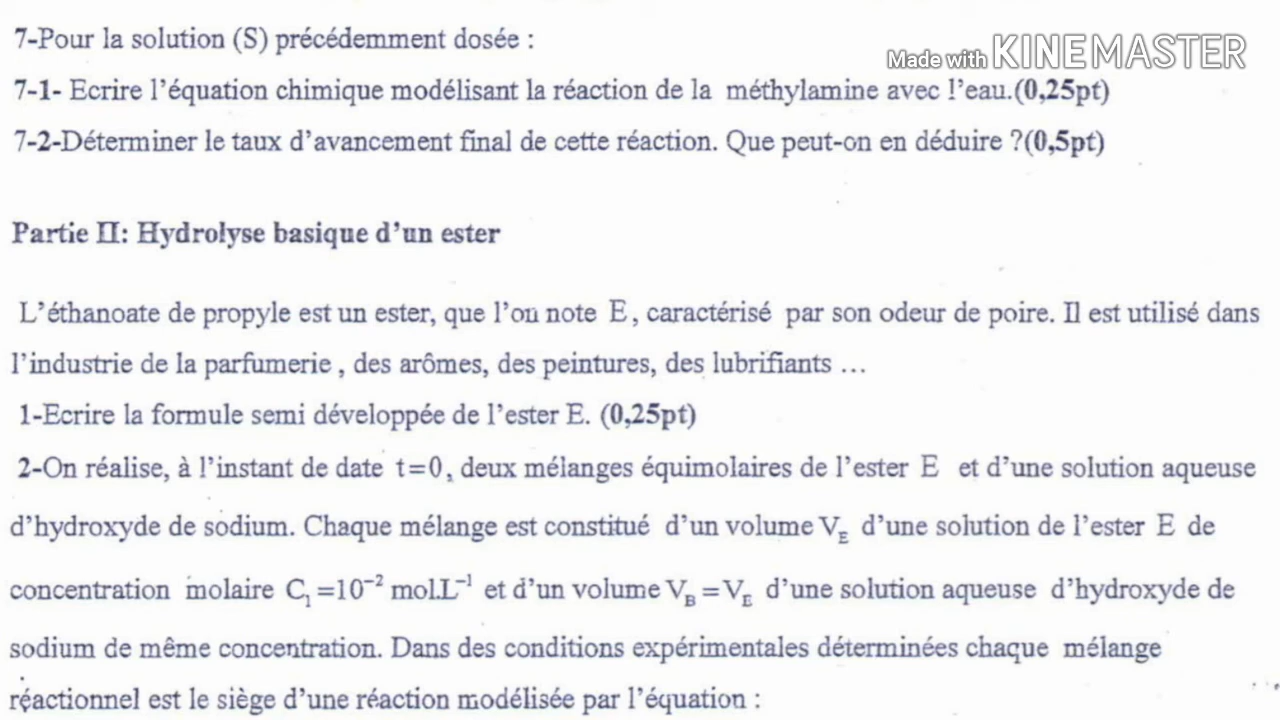 7-Pour la solution (S) précédemment dosée :
Made with KINEMASTER
7-1- Ecrire l'équation chimique modélisant la réaction de la méthylamine avec l'eau.(0,25pt)
7-2-Déterminer le taux d'avancement final de cette réaction. Que peut-on en déduire ?(0,5pt)
Partie II: Hydrolyse basique d'un ester
L'éthanoate de propyle est un ester, que l'on note E, caractérisé par son odeur de poire. Il est utilisé dans
l'industrie de la parfumerie , des arômes, des peintures, des lubrifiants ...
1-Ecrire la formule semi développée de l'ester E. (0,25pt)
2-On réalise, à l'instant de date t=0, deux mélanges équimolaires de l'ester E et d'une solution aqueuse
d'hydroxyde de sodium. Chaque mélange est constitué d'un volume V_E d'une solution de l'ester E de
concentration molaire C₁=10⁻² mol.L⁻¹ et d'un volume V_B=V_E d'une solution aqueuse d'hydroxyde de
sodium de même concentration. Dans des conditions expérimentales déterminées chaque mélange
réactionnel est le siège d'une réaction modélisée par l'équation :